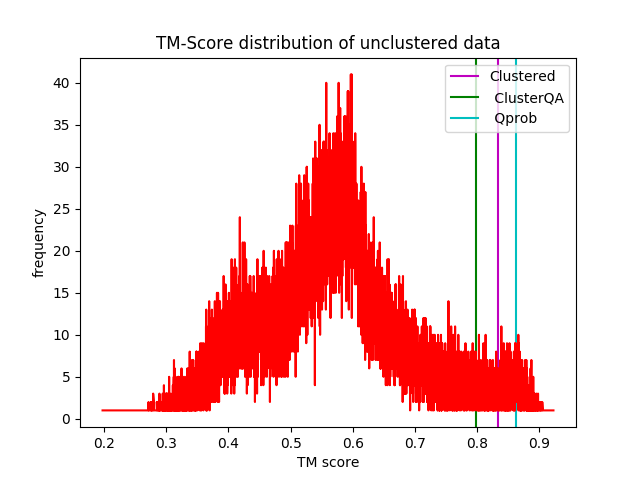 TM-Score distribution of unclustered data
Clustered
ClusterQA
Qprob
frequency
40
35
30
25
20
15
10
5
0
0.2 0.3 0.4 0.5 0.6 0.7 0.8 0.9
TM score